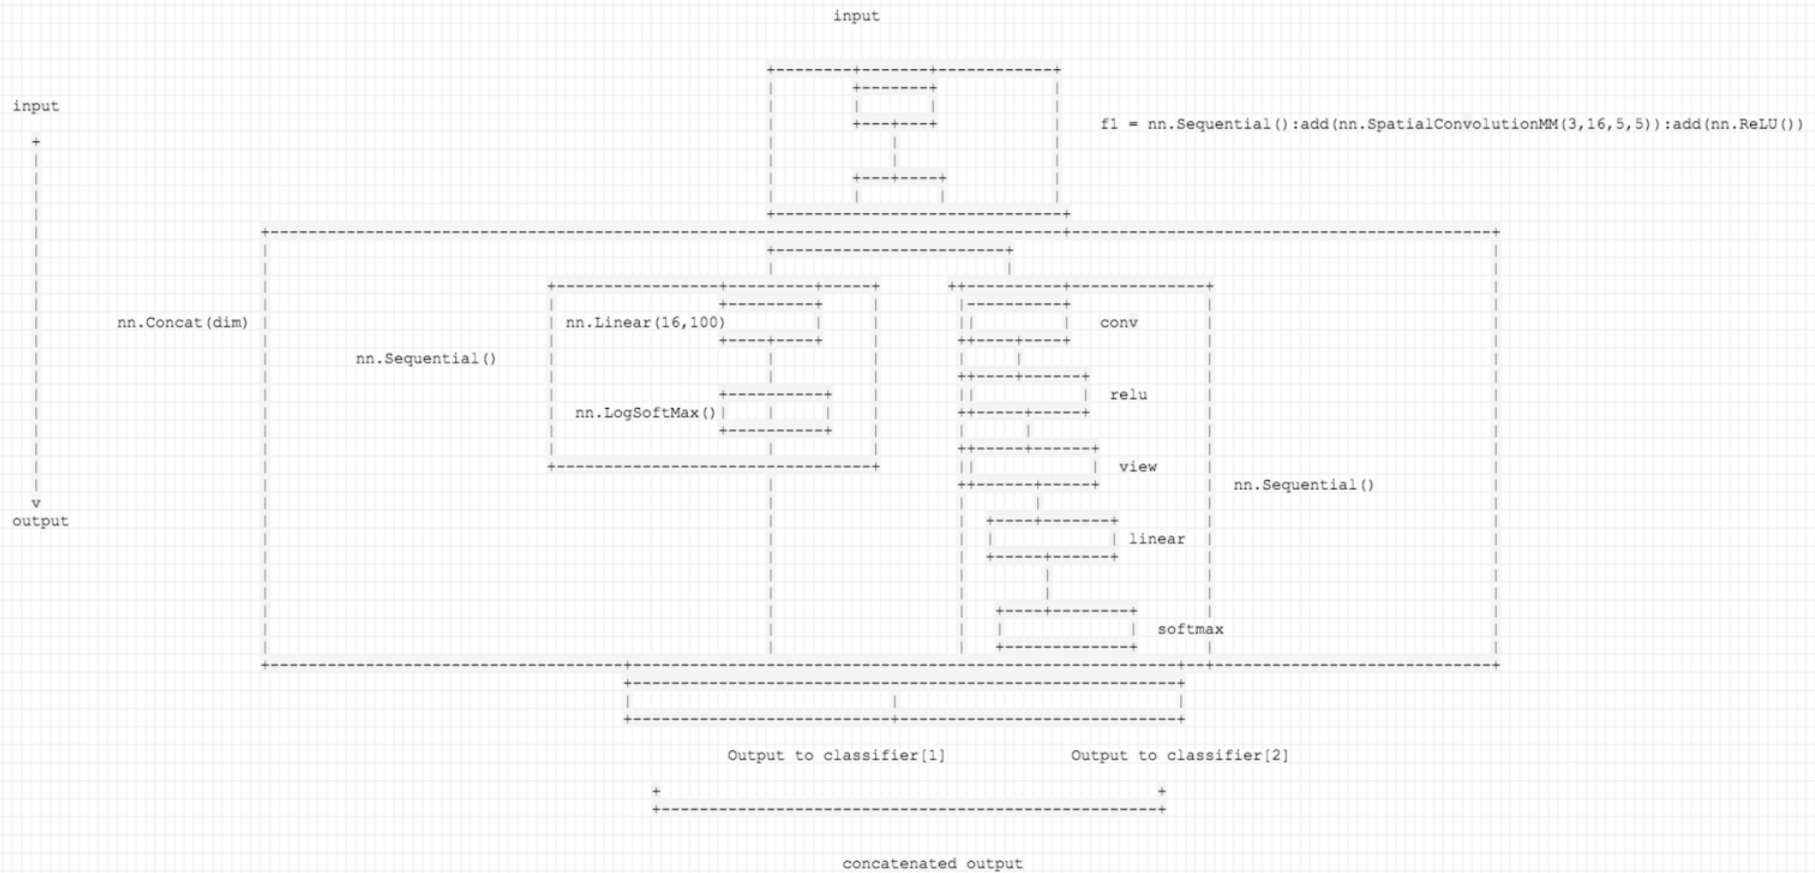 input
input
f1 = nn.Sequential():add(nn.SpatialConvolutionMM(3,16,5,5)):add(nn.ReLU())
nn.Concat(dim)
nn.Linear(16,100)
conv
nn.Sequential()
relu
nn.LogSoftMax()
view
nn.Sequential()
v
output
linear
softmax
Output to classifier[1]
Output to classifier[2]
concatenated output